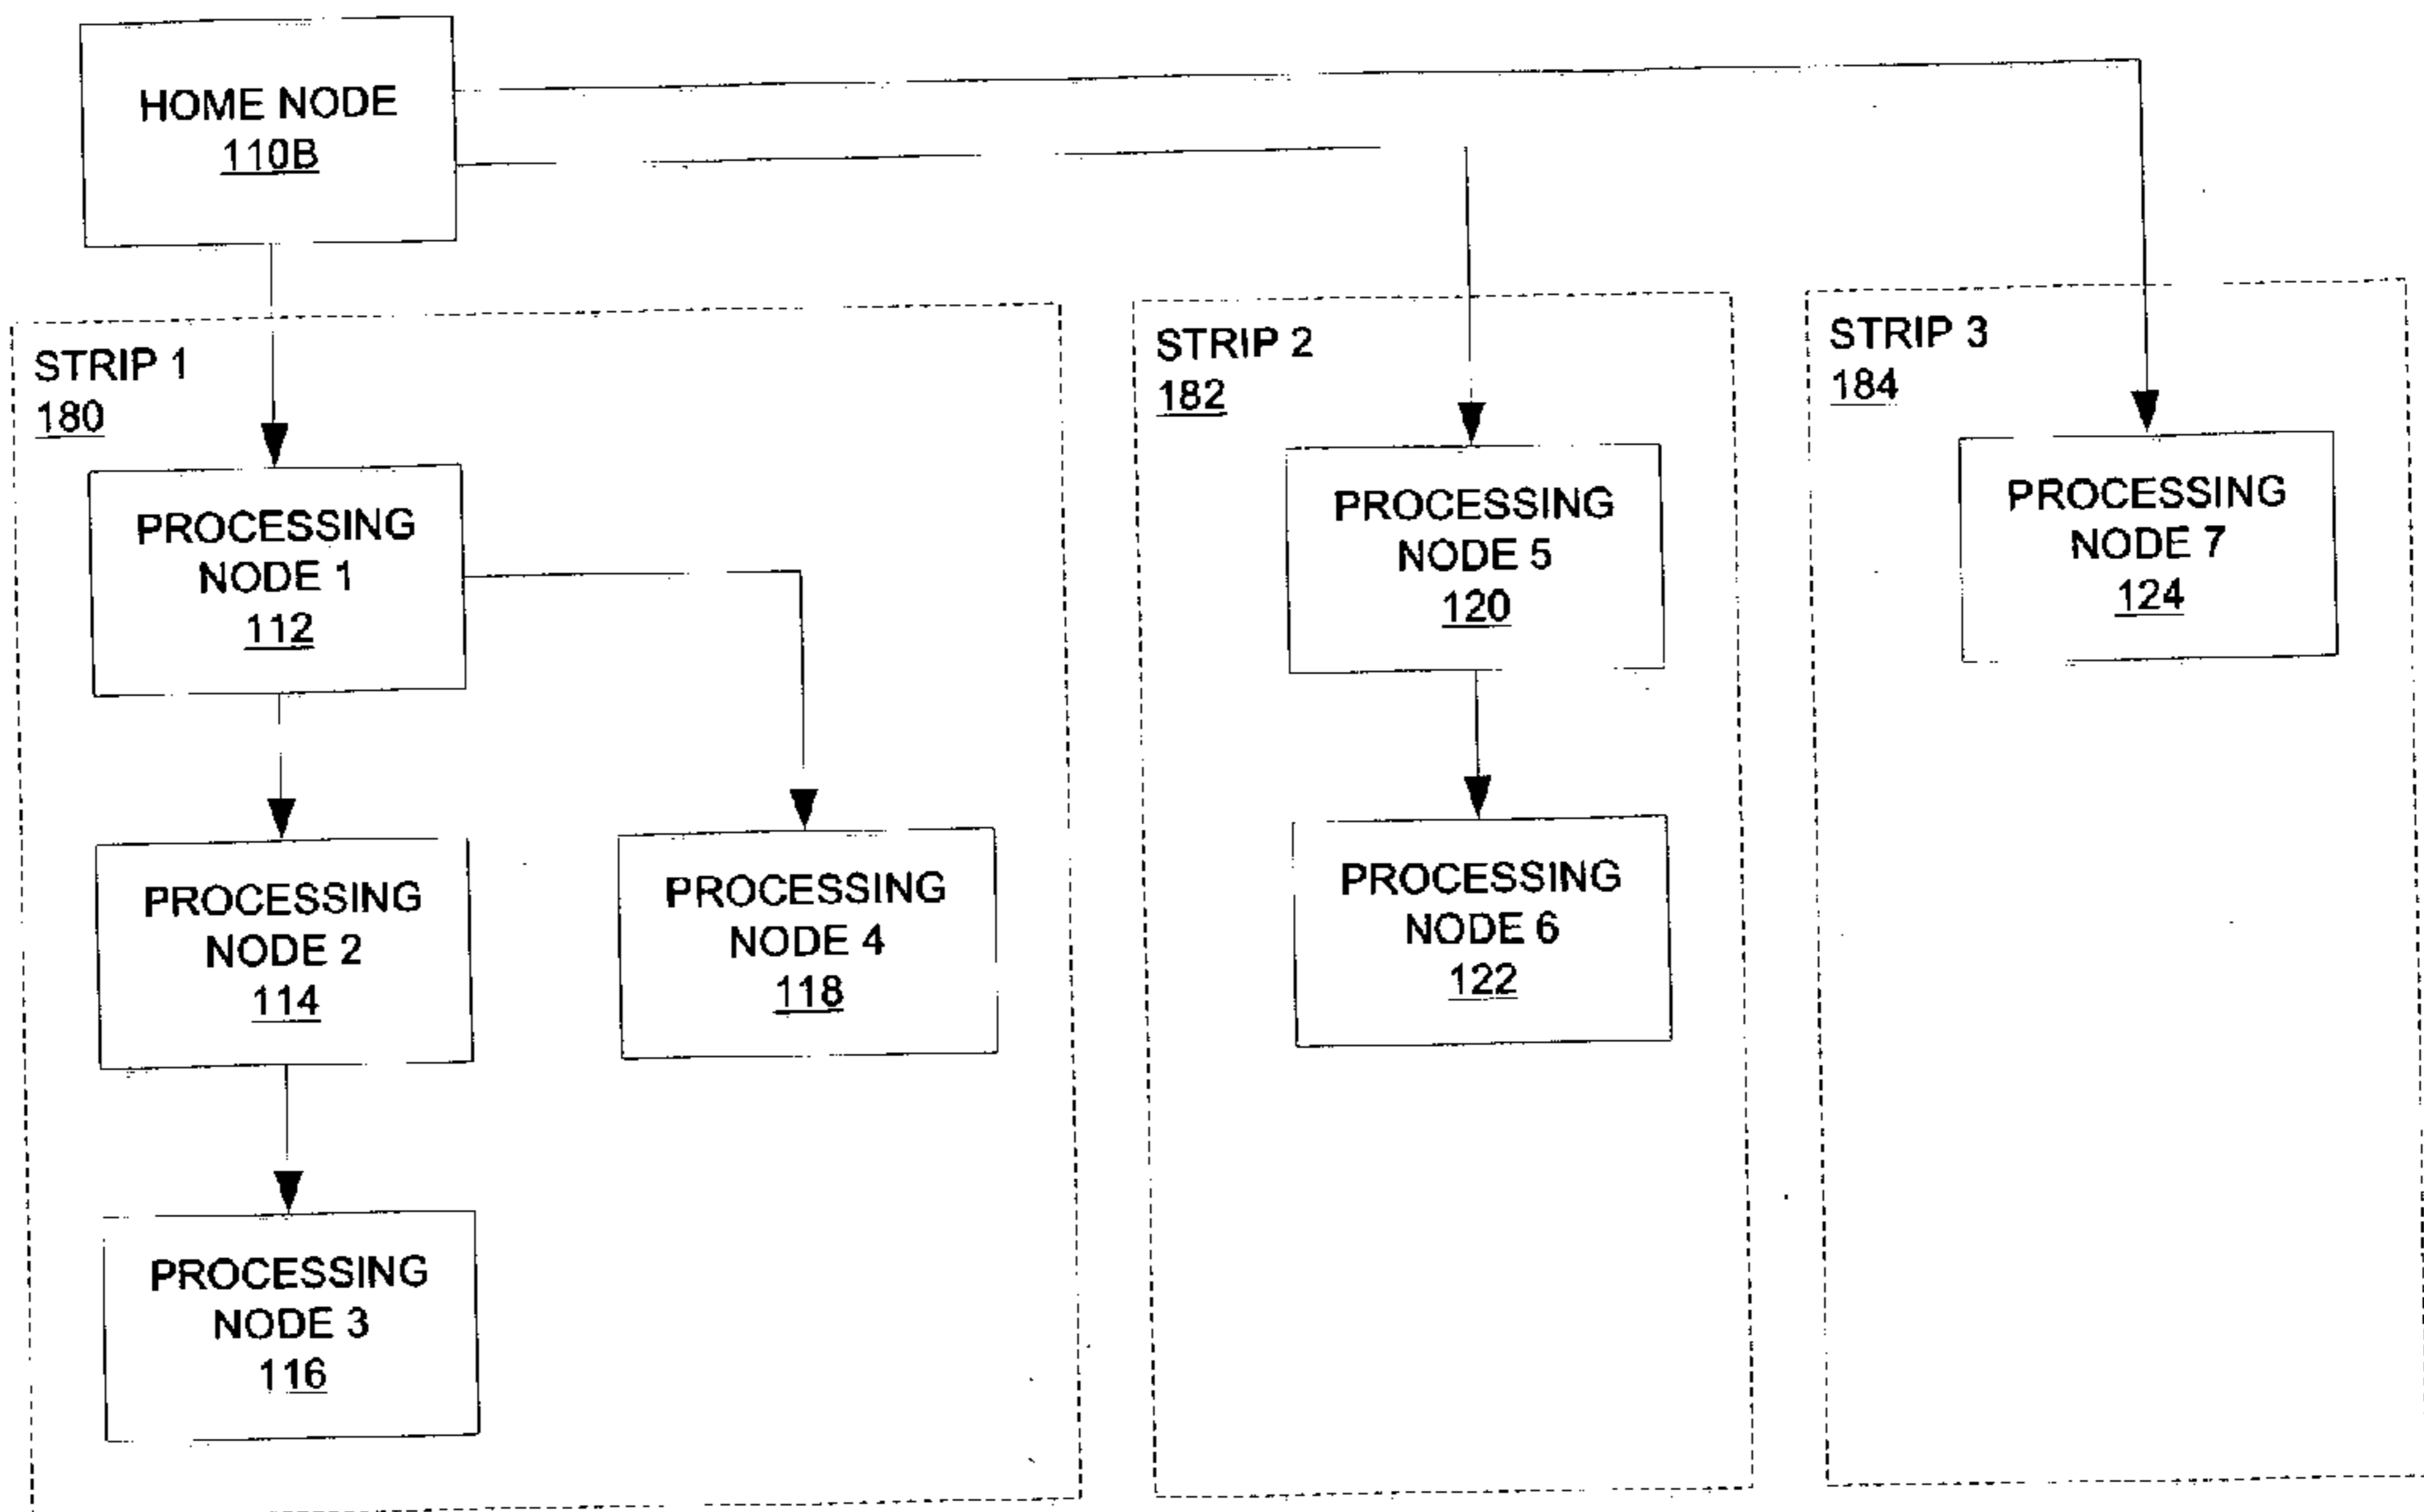 HOME NODE
110B
STRIP 1
180
PROCESSING
NODE 1
112
PROCESSING
NODE 2
114
PROCESSING
NODE 3
116
PROCESSING
NODE 4
118
STRIP 2
182
PROCESSING
NODE 5
120
PROCESSING
NODE 6
122
STRIP 3
184
PROCESSING
NODE 7
124